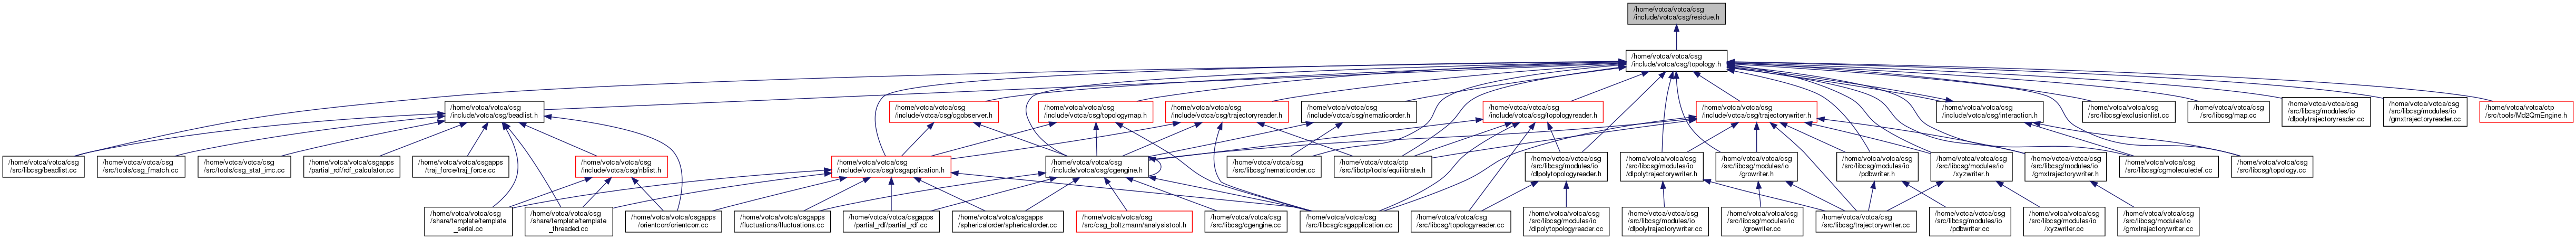 /home/votca/votca/csg
/include/votca/csg/residue.h
/home/votca/votca/csg
/include/votca/csg/topology.h
/home/votca/votca/csg
/include/votca/csg/beadlist.h
/home/votca/votca/csg
/include/votca/csg/cgobserver.h
/home/votca/votca/csg
/include/votca/csg/topologymap.h
/home/votca/votca/csg
/include/votca/csg/trajectoryreader.h
/home/votca/votca/csg
/include/votca/csg/nematicorder.h
/home/votca/votca/csg
/include/votca/csg/topologyreader.h
/home/votca/votca/csg
/include/votca/csg/trajectorywriter.h
/home/votca/votca/csg
/include/votca/csg/interaction.h
/home/votca/votca/csg
/src/libcsg/exclusionlist.cc
/home/votca/votca/csg
/src/libcsg/map.cc
/home/votca/votca/csg
/src/libcsg/modules/io
/dlpolytrajectoryreader.cc
/home/votca/votca/csg
/src/libcsg/modules/io
/gmxtrajectoryreader.cc
/home/votca/votca/ctp
/src/tools/Md2QmEngine.h
/home/votca/votca/csg
/src/libcsg/beadlist.cc
/home/votca/votca/csg
/src/tools/csg_fmatch.cc
/home/votca/votca/csg
/src/tools/csg_stat_imc.cc
/home/votca/votca/csgapps
/partial_rdf/rdf_calculator.cc
/home/votca/votca/csgapps
/traj_force/traj_force.cc
/home/votca/votca/csg
/include/votca/csg/nblist.h
/home/votca/votca/csg
/include/votca/csg/csgapplication.h
/home/votca/votca/csg
/include/votca/csg/cgengine.h
/home/votca/votca/csg
/src/libcsg/nematicorder.cc
/home/votca/votca/ctp
/src/libctp/tools/equilibrate.h
/home/votca/votca/csg
/src/libcsg/modules/io
/dlpolytopologyreader.h
/home/votca/votca/csg
/src/libcsg/modules/io
/dlpolytrajectorywriter.h
/home/votca/votca/csg
/src/libcsg/modules/io
/growriter.h
/home/votca/votca/csg
/src/libcsg/modules/io
/pdbwriter.h
/home/votca/votca/csg
/src/libcsg/modules/io
/xyzwriter.h
/home/votca/votca/csg
/src/libcsg/modules/io
/gmxtrajectorywriter.h
/home/votca/votca/csg
/src/libcsg/cgmoleculedef.cc
/home/votca/votca/csg
/src/libcsg/topology.cc
/home/votca/votca/csg
/share/template/template
_serial.cc
/home/votca/votca/csg
/share/template/template
_threaded.cc
/home/votca/votca/csgapps
/orientcorr/orientcorr.cc
/home/votca/votca/csgapps
/fluctuations/fluctuations.cc
/home/votca/votca/csgapps
/partial_rdf/partial_rdf.cc
/home/votca/votca/csgapps
/sphericalorder/sphericalorder.cc
/home/votca/votca/csg
/src/csg_boltzmann/analysistool.h
/home/votca/votca/csg
/src/libcsg/cgengine.cc
/home/votca/votca/csg
/src/libcsg/csgapplication.cc
/home/votca/votca/csg
/src/libcsg/topologyreader.cc
/home/votca/votca/csg
/src/libcsg/modules/io
/dlpolytopologyreader.cc
/home/votca/votca/csg
/src/libcsg/modules/io
/dlpolytrajectorywriter.cc
/home/votca/votca/csg
/src/libcsg/modules/io
/growriter.cc
/home/votca/votca/csg
/src/libcsg/trajectorywriter.cc
/home/votca/votca/csg
/src/libcsg/modules/io
/pdbwriter.cc
/home/votca/votca/csg
/src/libcsg/modules/io
/xyzwriter.cc
/home/votca/votca/csg
/src/libcsg/modules/io
/gmxtrajectorywriter.cc